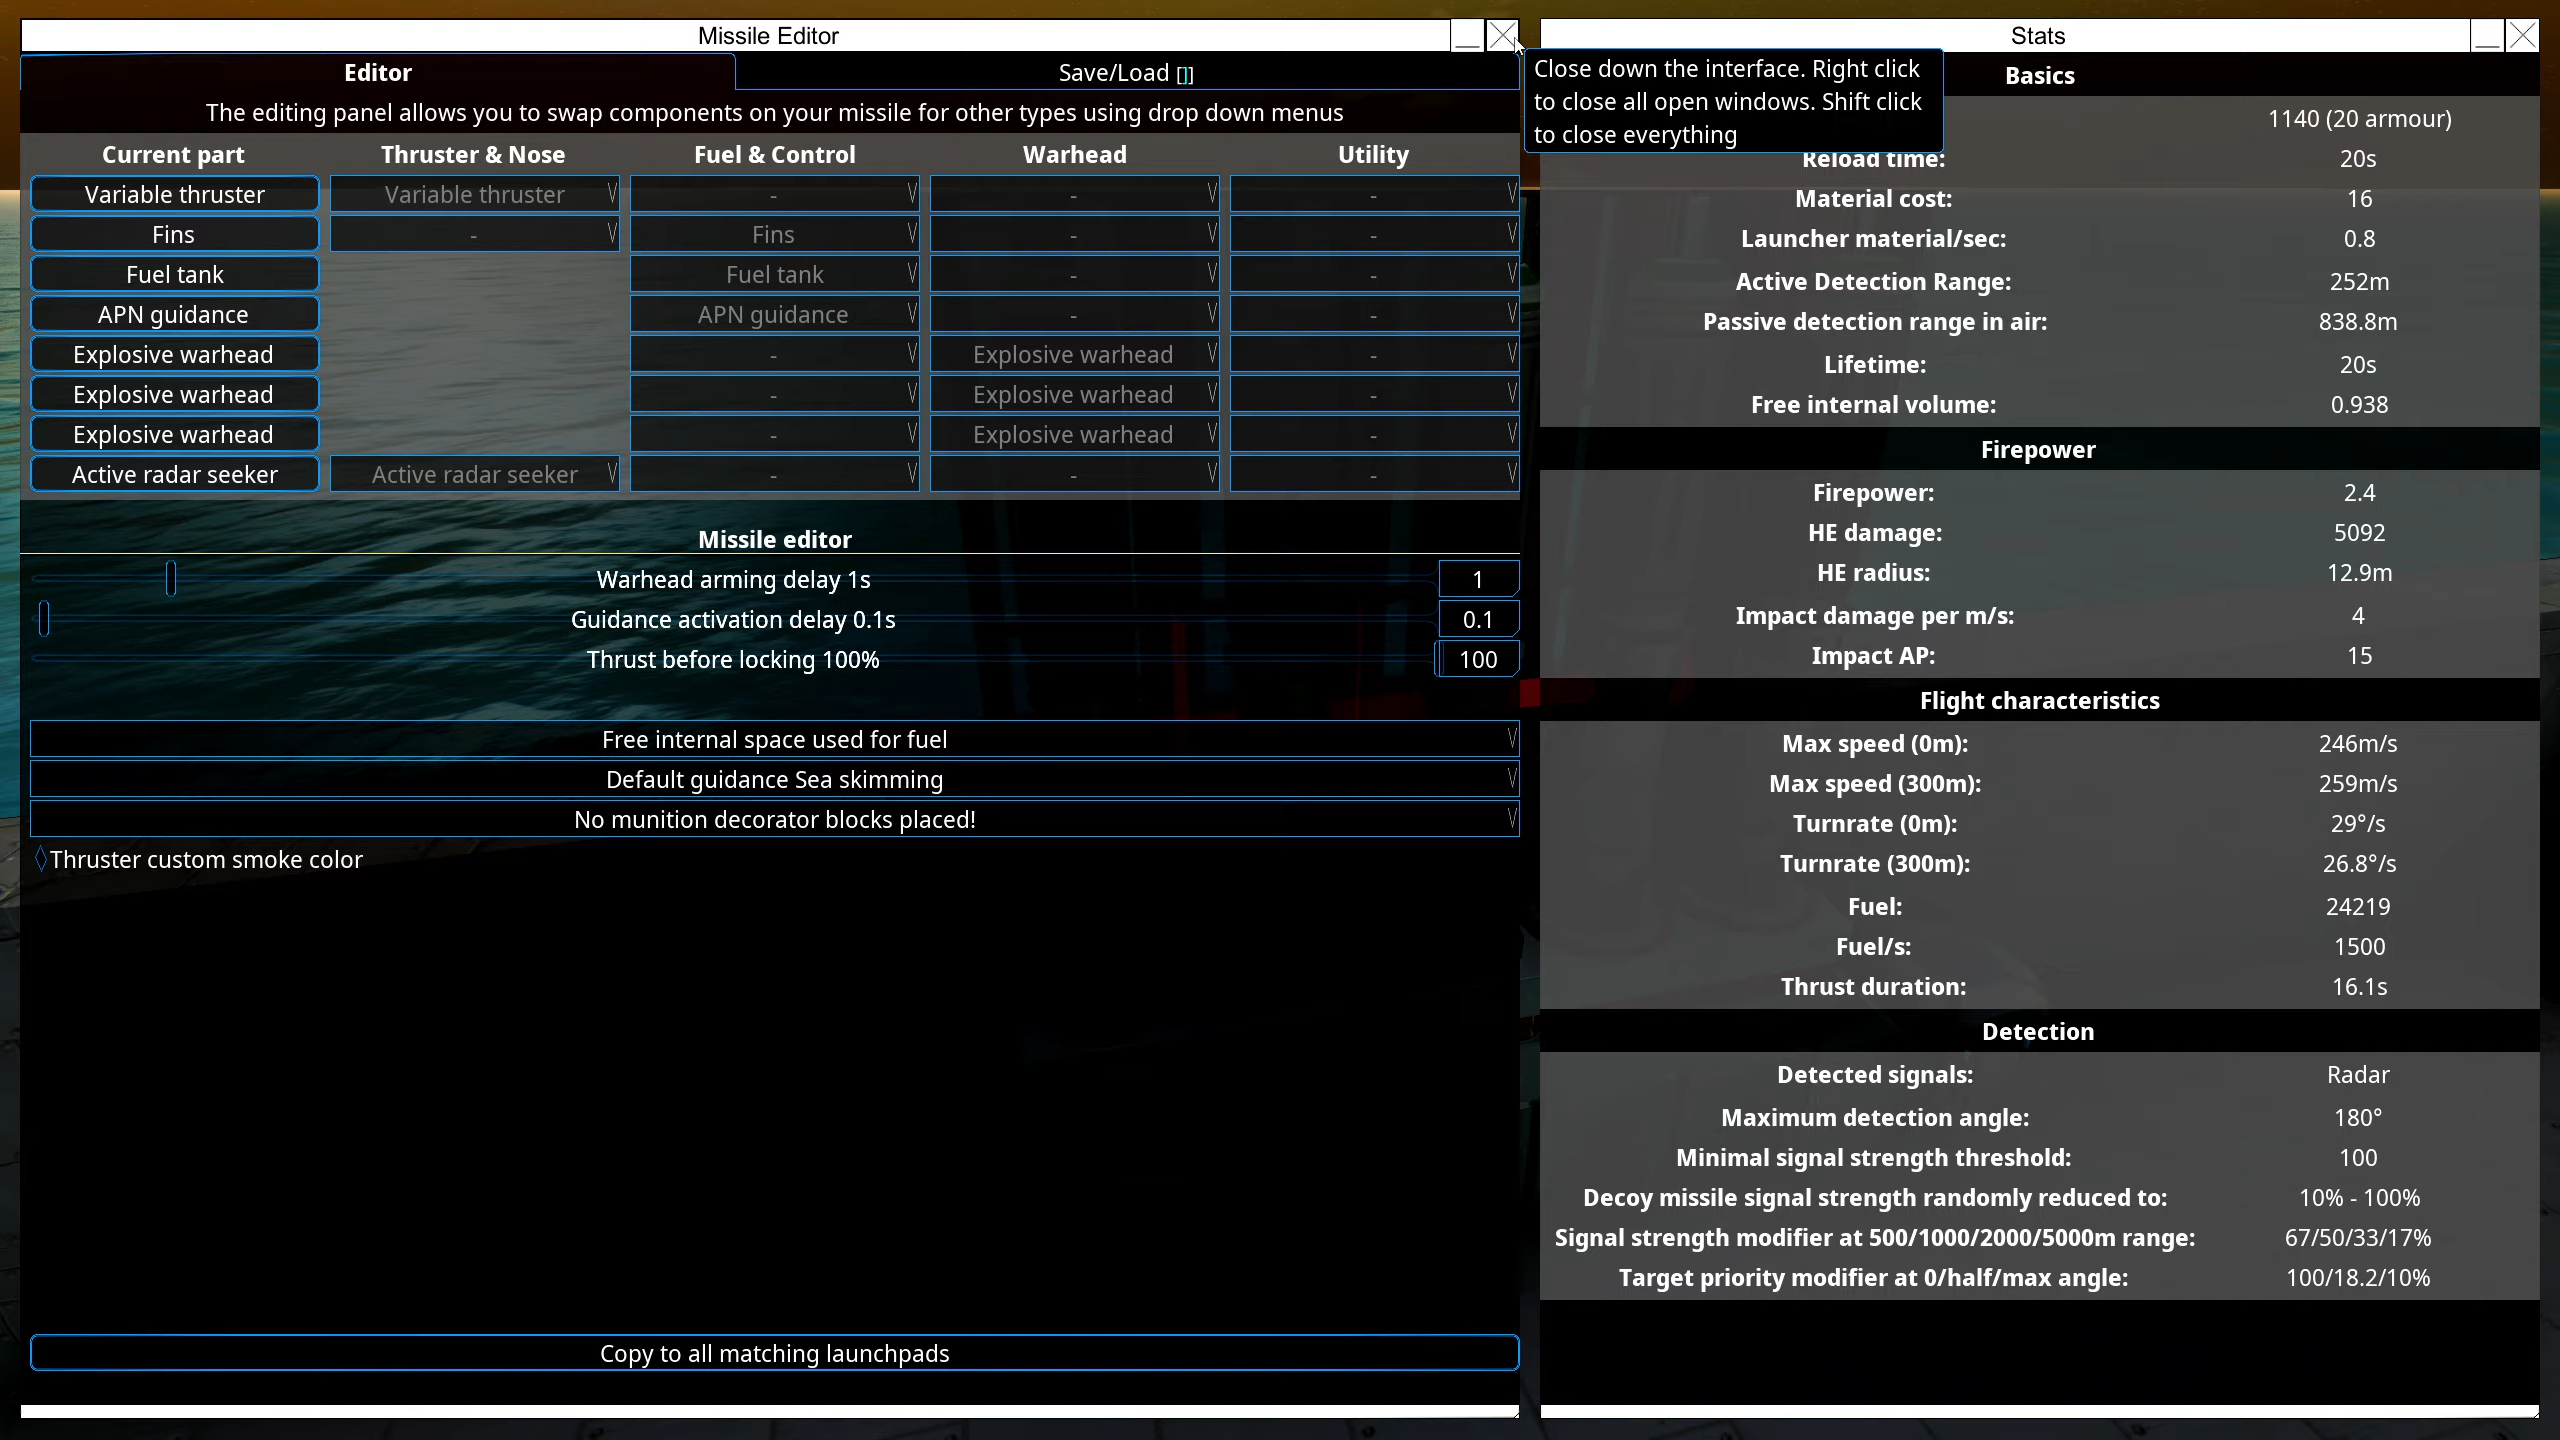 Missile Editor
Editor
Save/Load []
The editing panel allows you to swap components on your missile for other types using drop down menus
Current part Thruster & Nose Fuel & Control Warhead Utility
Variable thruster Variable thruster - - -
Fins - Fins - -
Fuel tank Fuel tank - -
APN guidance APN guidance - -
Explosive warhead - Explosive warhead -
Explosive warhead - Explosive warhead -
Explosive warhead - Explosive warhead -
Active radar seeker Active radar seeker - - -
Missile editor
Warhead arming delay 1s 1
Guidance activation delay 0.1s 0.1
Thrust before locking 100% 100
Free internal space used for fuel
Default guidance Sea skimming
No munition decorator blocks placed!
Thruster custom smoke color
Copy to all matching launchpads
Close down the interface. Right click
to close all open windows. Shift click
to close everything
Stats
Basics
1140 (20 armour)
Reload time: 20s
Material cost: 16
Launcher material/sec: 0.8
Active Detection Range: 252m
Passive detection range in air: 838.8m
Lifetime: 20s
Free internal volume: 0.938
Firepower
Firepower: 2.4
HE damage: 5092
HE radius: 12.9m
Impact damage per m/s: 4
Impact AP: 15
Flight characteristics
Max speed (0m): 246m/s
Max speed (300m): 259m/s
Turnrate (0m): 29°/s
Turnrate (300m): 26.8°/s
Fuel: 24219
Fuel/s: 1500
Thrust duration: 16.1s
Detection
Detected signals: Radar
Maximum detection angle: 180°
Minimal signal strength threshold: 100
Decoy missile signal strength randomly reduced to: 10% - 100%
Signal strength modifier at 500/1000/2000/5000m range: 67/50/33/17%
Target priority modifier at 0/half/max angle: 100/18.2/10%